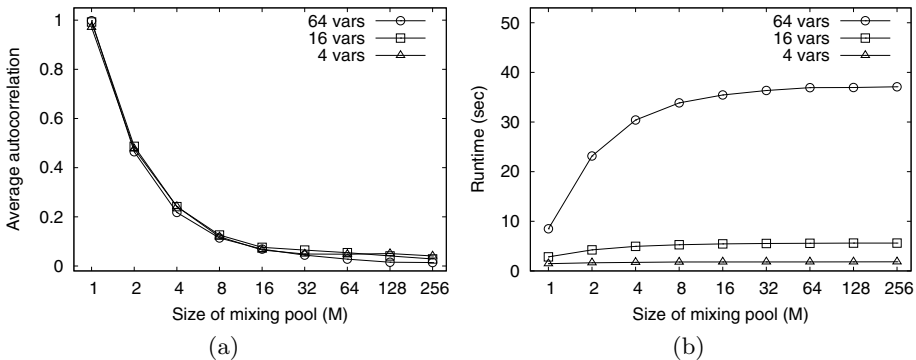 Average autocorrelation
1
0.8
0.6
0.4
0.2
0
64 vars
16 vars
4 vars
1 2 4 8 16 32 64 128 256
Size of mixing pool (M)
(a)
Runtime (sec)
50
40
30
20
10
0
64 vars
16 vars
4 vars
1 2 4 8 16 32 64 128 256
Size of mixing pool (M)
(b)